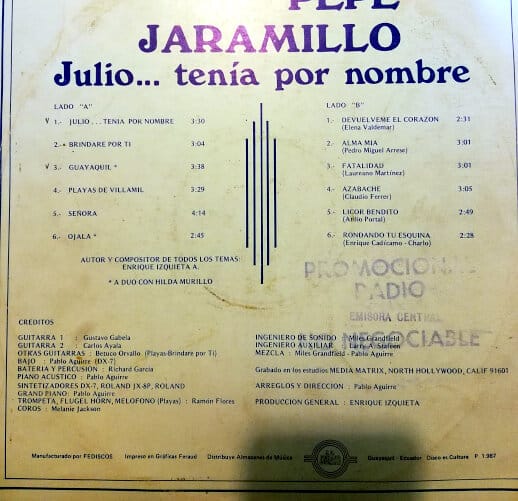 PEPE
JARAMILLO
Julio... tenía por nombre
LADO "A"
V 1.- JULIO ... TENIA POR NOMBRE 3:30
2.-* BRINDARE POR TI 3:04
V 3.- GUAYAQUIL * 3:38
4.- PLAYAS DE VILLAMIL 3:29
5.- SEÑORA 4:14
6.- OJALA * 2:45
AUTOR Y COMPOSITOR DE TODOS LOS TEMAS:
ENRIQUE IZQUIETA A.
* A DUO CON HILDA MURILLO
LADO "B"
1.- DEVUELVEME EL CORAZON 2:31
(Elena Valdemar)
2.- ALMA MIA 3:01
(Pedro Miguel Arrese)
3.- FATALIDAD 3:01
(Laureano Martínez)
4.- AZABACHE 3:05
(Claudio Ferrer)
5.- LICOR BENDITO 2:49
(Atilio Portal)
6.- RONDANDO TU ESQUINA 2:28
(Enrique Cadícamo - Charlo)
PROMOCIONAL
RADIO
EMISORA CENTRAL
NEGOCIABLE
CREDITOS
GUITARRA 1 : Gustavo Gabela
GUITARRA 2 : Carlos Ayala
OTRAS GUITARRAS : Betuco Orvallo (Playas-Brindare por Ti)
BAJO : Pablo Aguirre (DX-7)
BATERIA Y PERCUSION : Richard García
PIANO ACUSTICO : Pablo Aguirre
SINTETIZADORES DX-7, ROLAND JX-8P, ROLAND
GRAND PIANO: Pablo Aguirre
TROMPETA, FLUGEL HORN, MELOFONO (Playas) : Ramón Flores
COROS : Melanie Jackson
INGENIERO DE SONIDO : Miles Grandfield
INGENIERO AUXILIAR : Larry A.
MEZCLA : Miles Grandfield - Pablo Aguirre
Grabado en los estudios MEDIA MATRIX, NORTH HOLLYWOOD, CALIF 91601
ARREGLOS Y DIRECCION : Pablo Aguirre
PRODUCCION GENERAL : ENRIQUE IZQUIETA
Manufacturado por FEDISCOS Impreso en Gráficas Feraud Distribuye Almacenes de Música Guayaquil - Ecuador Disco es Cultura P 1.987